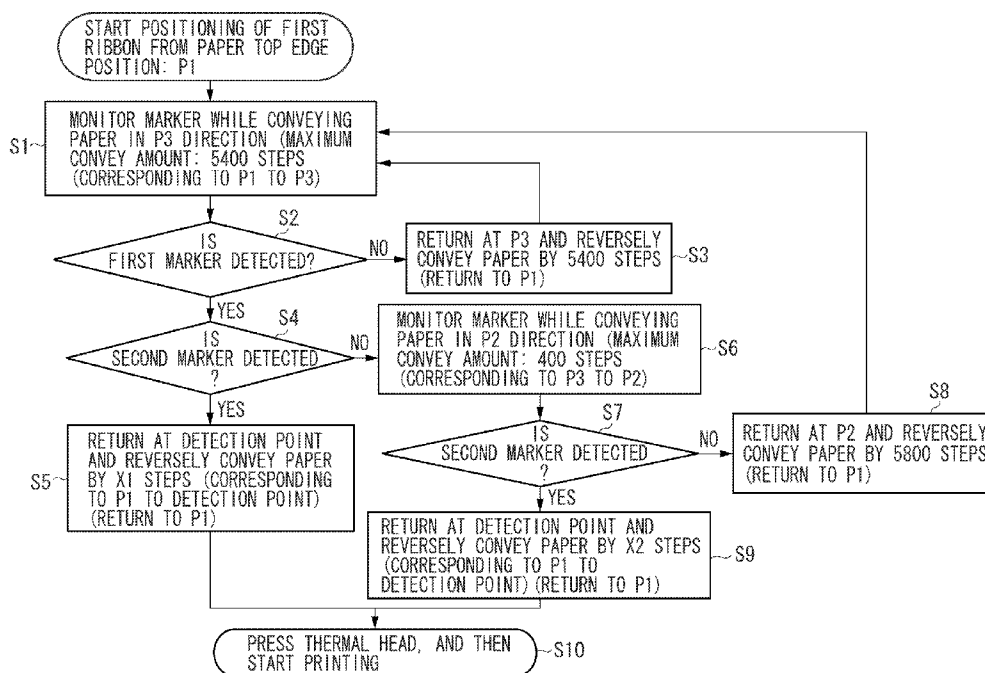 START POSITIONING OF FIRST
RIBBON FROM PAPER TOP EDGE
POSITION: P1
S1
MONITOR MARKER WHILE CONVEYING
PAPER IN P3 DIRECTION (MAXIMUM
CONVEY AMOUNT: 5400 STEPS
(CORRESPONDING TO P1 TO P3)
S2
IS
FIRST MARKER DETECTED?
NO
RETURN AT P3 AND REVERSELY
CONVEY PAPER BY 5400 STEPS
(RETURN TO P1)
S3
YES
S4
IS
SECOND MARKER DETECTED
?
NO
MONITOR MARKER WHILE CONVEYING
PAPER IN P2 DIRECTION (MAXIMUM
CONVEY AMOUNT: 400 STEPS
(CORRESPONDING TO P3 TO P2)
S6
YES
S5
RETURN AT DETECTION POINT
AND REVERSELY CONVEY PAPER
BY X1 STEPS (CORRESPONDING
TO P1 TO DETECTION POINT)
(RETURN TO P1)
S7
IS
SECOND MARKER DETECTED
?
NO
S8
RETURN AT P2 AND REVERSELY
CONVEY PAPER BY 5800 STEPS
(RETURN TO P1)
YES
RETURN AT DETECTION POINT AND
REVERSELY CONVEY PAPER BY X2 STEPS
(CORRESPONDING TO P1 TO
DETECTION POINT) (RETURN TO P1)
S9
PRESS THERMAL HEAD, AND THEN
START PRINTING
S10